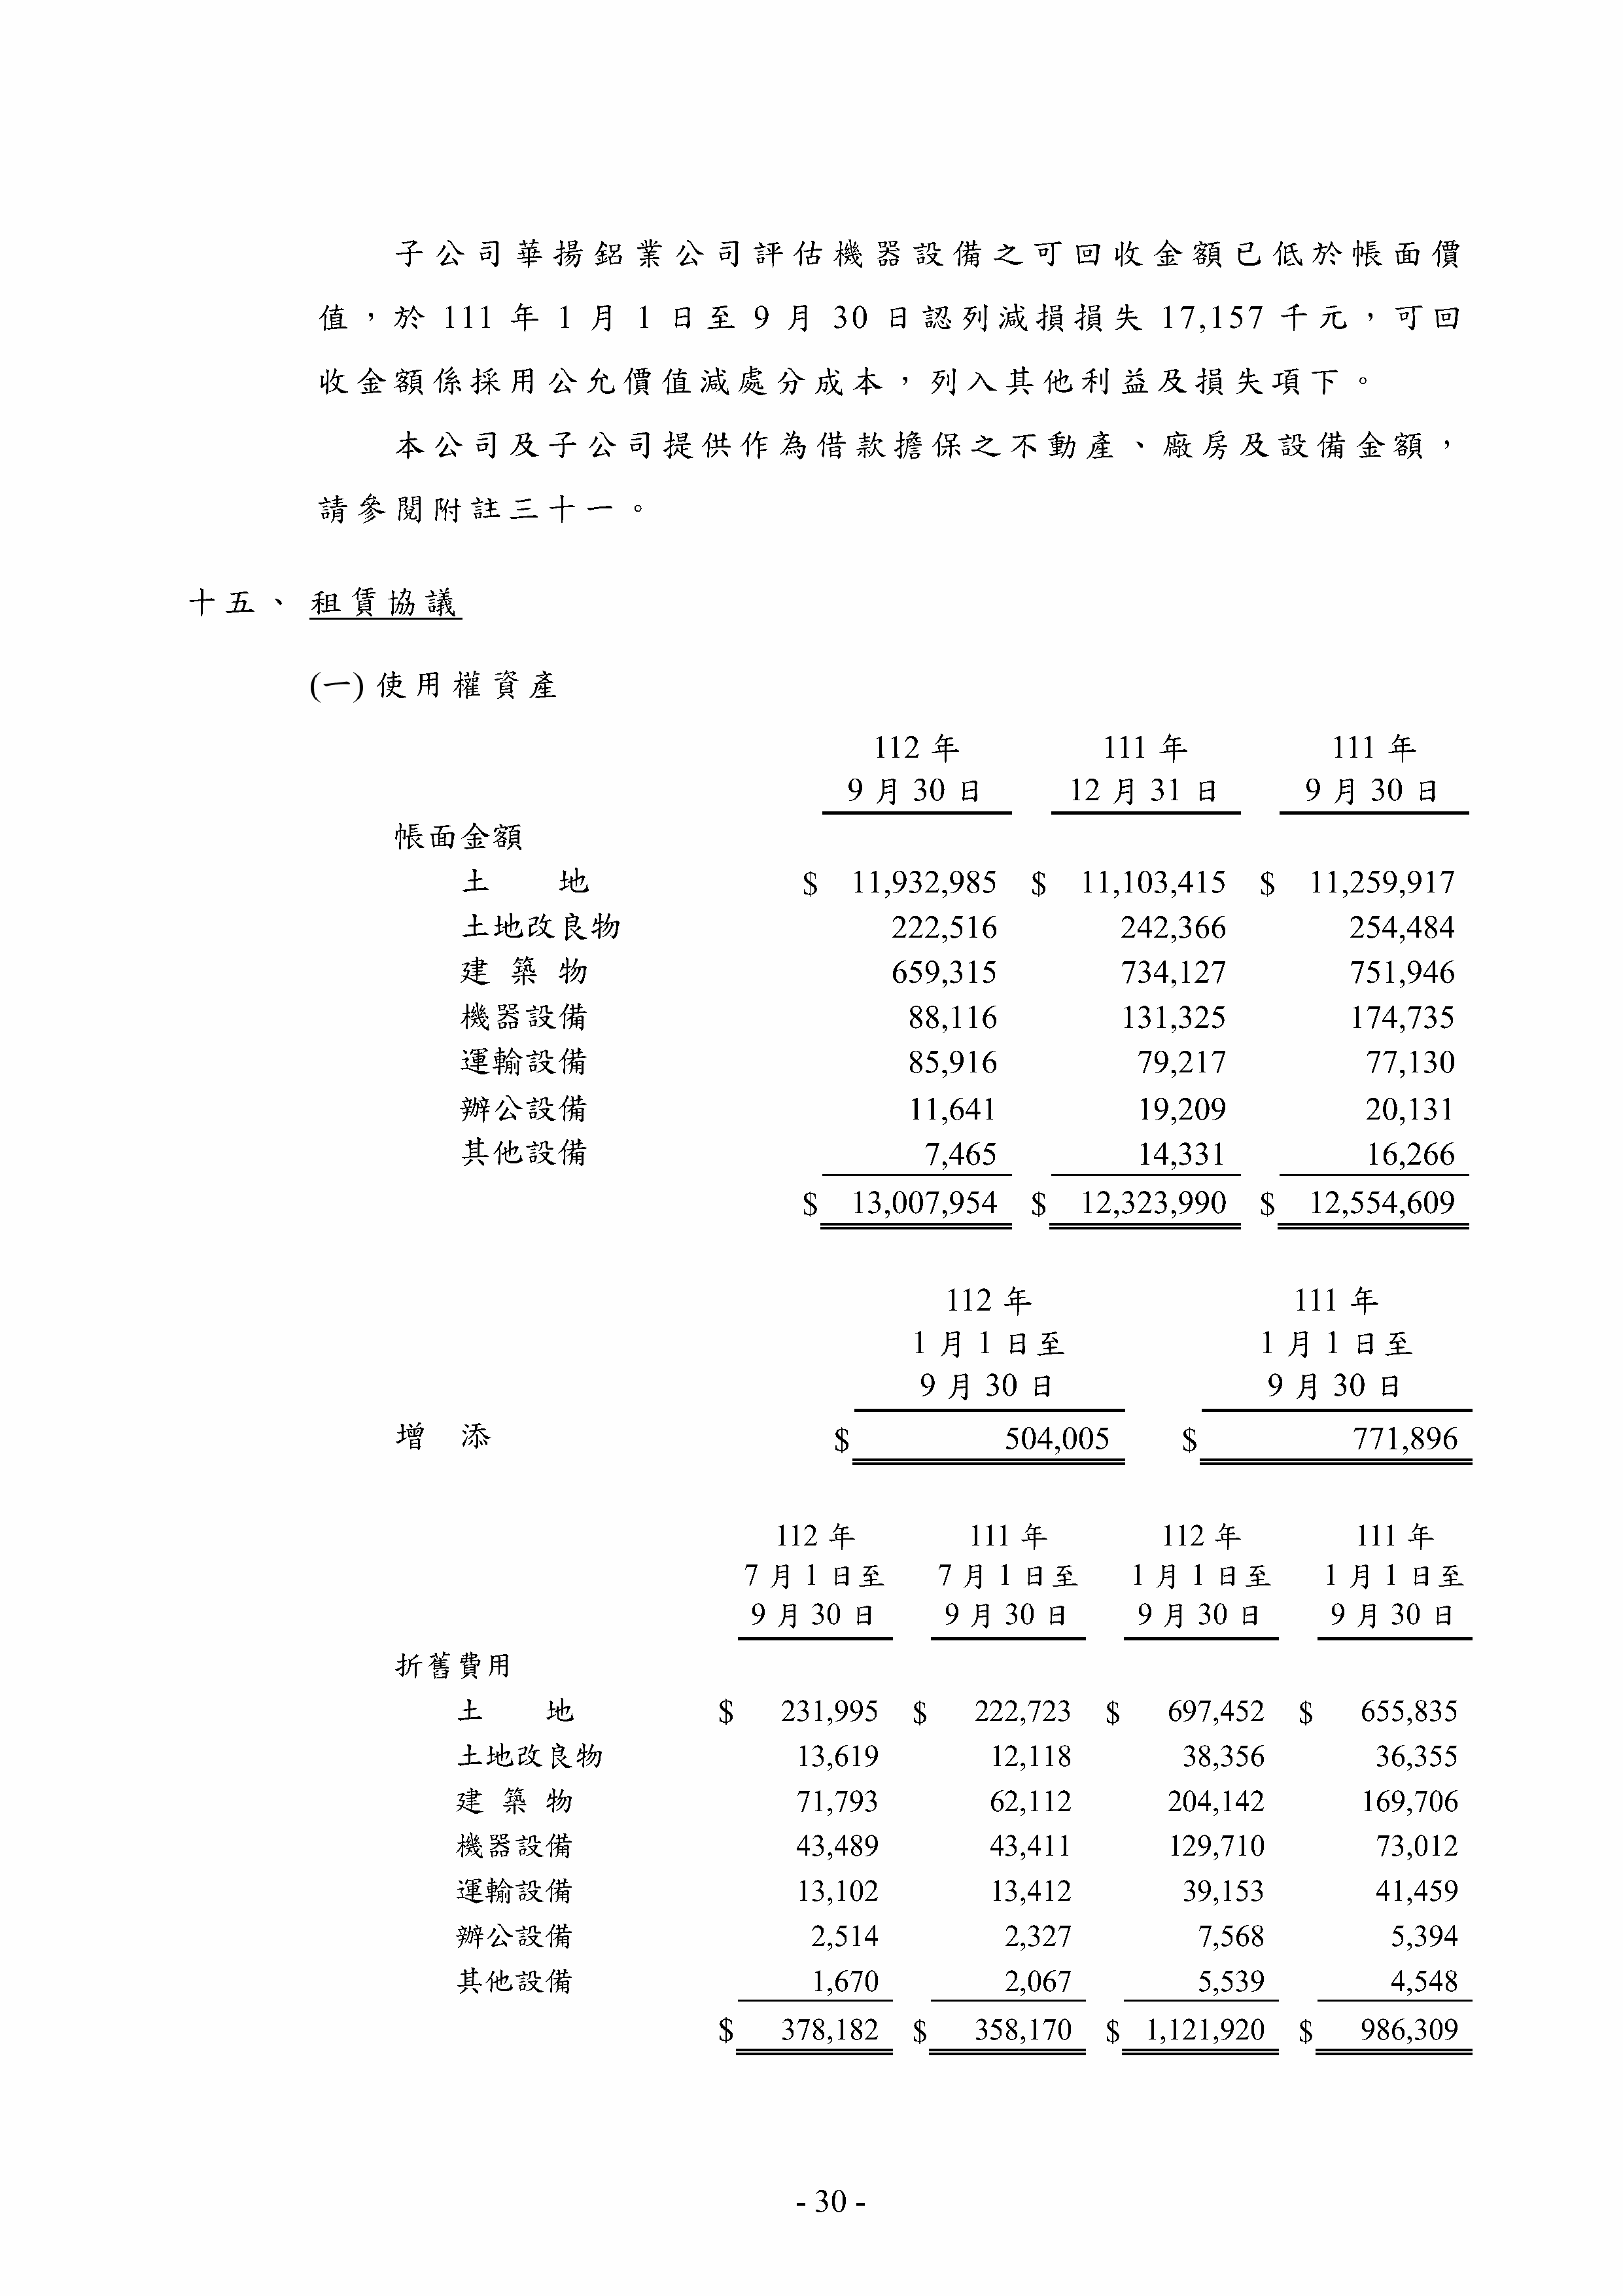 子公司華揚鋁業公司評估機器設備之可回收金額已低於帳面價
值，於 111 年 1 月 1 日至 9 月 30 日認列減損損失 17,157 千元，可回
收金額係採用公允價值減處分成本，列入其他利益及損失項下。
本公司及子公司提供作為借款擔保之不動產、廠房及設備金額，
請參閱附註三十一。
十五、租賃協議
(一) 使用權資產
112 年 111 年 111 年
9 月 30 日 12 月 31 日 9 月 30 日
帳面金額
土　　地 $ 11,932,985 $ 11,103,415 $ 11,259,917
土地改良物 222,516 242,366 254,484
建 築 物 659,315 734,127 751,946
機器設備 88,116 131,325 174,735
運輸設備 85,916 79,217 77,130
辦公設備 11,641 19,209 20,131
其他設備 7,465 14,331 16,266
$ 13,007,954 $ 12,323,990 $ 12,554,609
112 年 111 年
1 月 1 日至 1 月 1 日至
9 月 30 日 9 月 30 日
增　添 $ 504,005 $ 771,896
112 年 111 年 112 年 111 年
7 月 1 日至 7 月 1 日至 1 月 1 日至 1 月 1 日至
9 月 30 日 9 月 30 日 9 月 30 日 9 月 30 日
折舊費用
土　　地 $ 231,995 $ 222,723 $ 697,452 $ 655,835
土地改良物 13,619 12,118 38,356 36,355
建 築 物 71,793 62,112 204,142 169,706
機器設備 43,489 43,411 129,710 73,012
運輸設備 13,102 13,412 39,153 41,459
辦公設備 2,514 2,327 7,568 5,394
其他設備 1,670 2,067 5,539 4,548
$ 378,182 $ 358,170 $ 1,121,920 $ 986,309
- 30 -